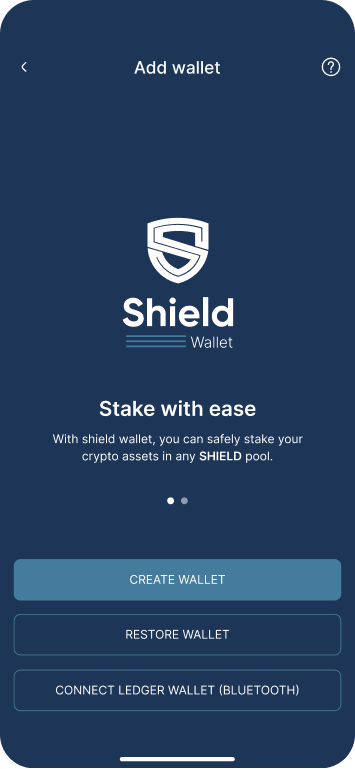 Add wallet
Shield
Wallet
Stake with ease
With shield wallet, you can safely stake your
crypto assets in any SHIELD pool.
CREATE WALLET
RESTORE WALLET
CONNECT LEDGER WALLET (BLUETOOTH)